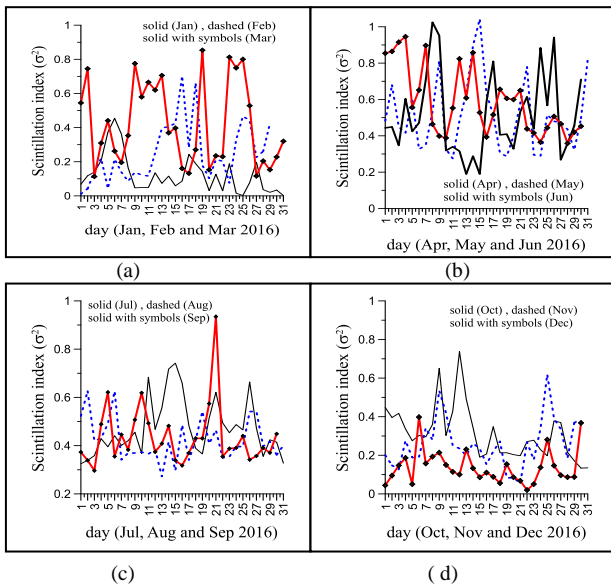 solid (Jan) , dashed (Feb)
solid with symbols (Mar)
Scintillation index (σ²)
1
0.8
0.6
0.4
0.2
0
1 3 5 7 9 11 13 15 17 19 21 23 25 27 29 31
day (Jan, Feb and Mar 2016)
(a)
Scintillation index (σ²)
1
0.8
0.6
0.4
0.2
0
solid (Apr) , dashed (May)
solid with symbols (Jun)
1 3 5 7 9 11 13 15 17 19 21 23 25 27 29 31
day (Apr, May and Jun 2016)
(b)
solid (Jul) , dashed (Aug)
solid with symbols (Sep)
Scintillation index (σ²)
1
0.8
0.6
0.4
0.2
1 3 5 7 9 11 13 15 17 19 21 23 25 27 29 31
day (Jul, Aug and Sep 2016)
(c)
solid (Oct) , dashed (Nov)
solid with symbols (Dec)
Scintillation index (σ²)
1
0.8
0.6
0.4
0.2
0
1 3 5 7 9 11 13 15 17 19 21 23 25 27 29 31
day (Oct, Nov and Dec 2016)
( d)